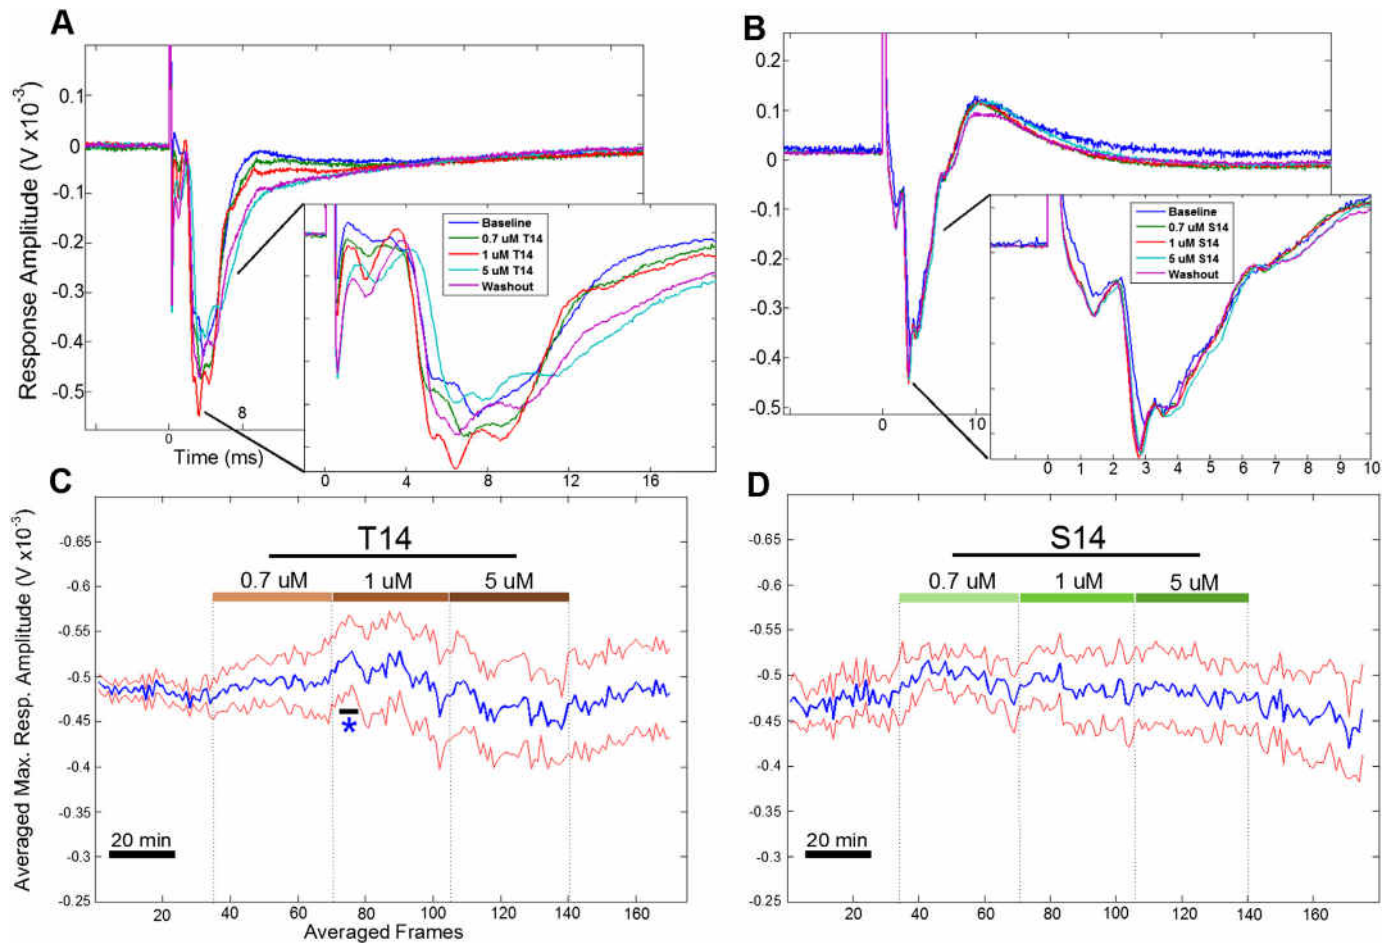 A
Response Amplitude (V x10-3)
0.1
0
-0.1
-0.2
-0.3
-0.4
-0.5
0
8
Time (ms)
Baseline
0.7 uM T14
1 uM T14
5 uM T14
Washout
0 4 8 12 16
B
0.2
0.1
0
-0.1
-0.2
-0.3
-0.4
-0.5
0 10
Baseline
0.7 uM S14
1 uM S14
5 uM S14
Washout
0 1 2 3 4 5 6 7 8 9 10
C
Averaged Max. Resp. Amplitude (V x10-3)
-0.65
-0.6
-0.55
-0.5
-0.45
-0.4
-0.35
-0.3
-0.25
T14
0.7 uM 1 uM 5 uM
*
20 min
20 40 60 80 100 120 140 160
Averaged Frames
D
-0.65
-0.6
-0.55
-0.5
-0.45
-0.4
-0.35
-0.3
-0.25
S14
0.7 uM 1 uM 5 uM
20 min
20 40 60 80 100 120 140 160